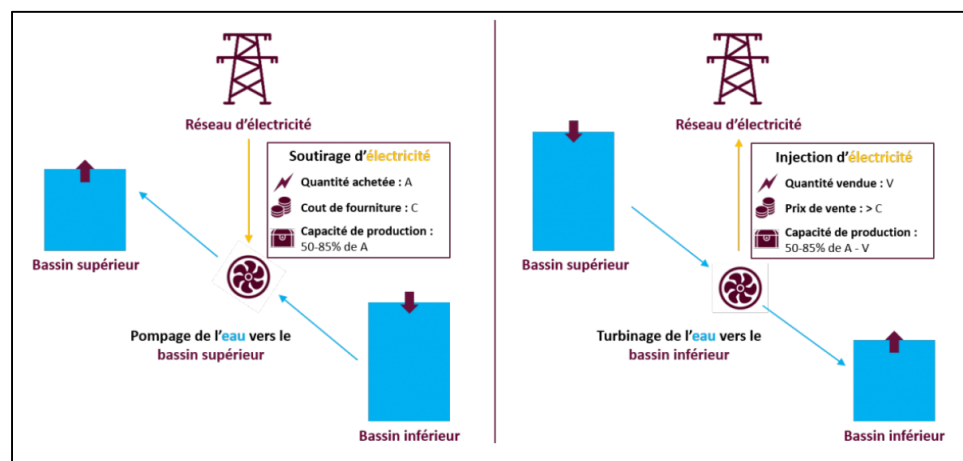 Réseau d'électricité
Soutirage d'électricité
Quantité achetée : A
Cout de fourniture : C
Capacité de production :
50-85% de A
Bassin supérieur
Pompage de l'eau vers le
bassin supérieur
Bassin inférieur
Réseau d'électricité
Injection d'électricité
Quantité vendue : V
Prix de vente : > C
Capacité de production :
50-85% de A - V
Bassin supérieur
Turbinage de l'eau vers le
bassin inférieur
Bassin inférieur